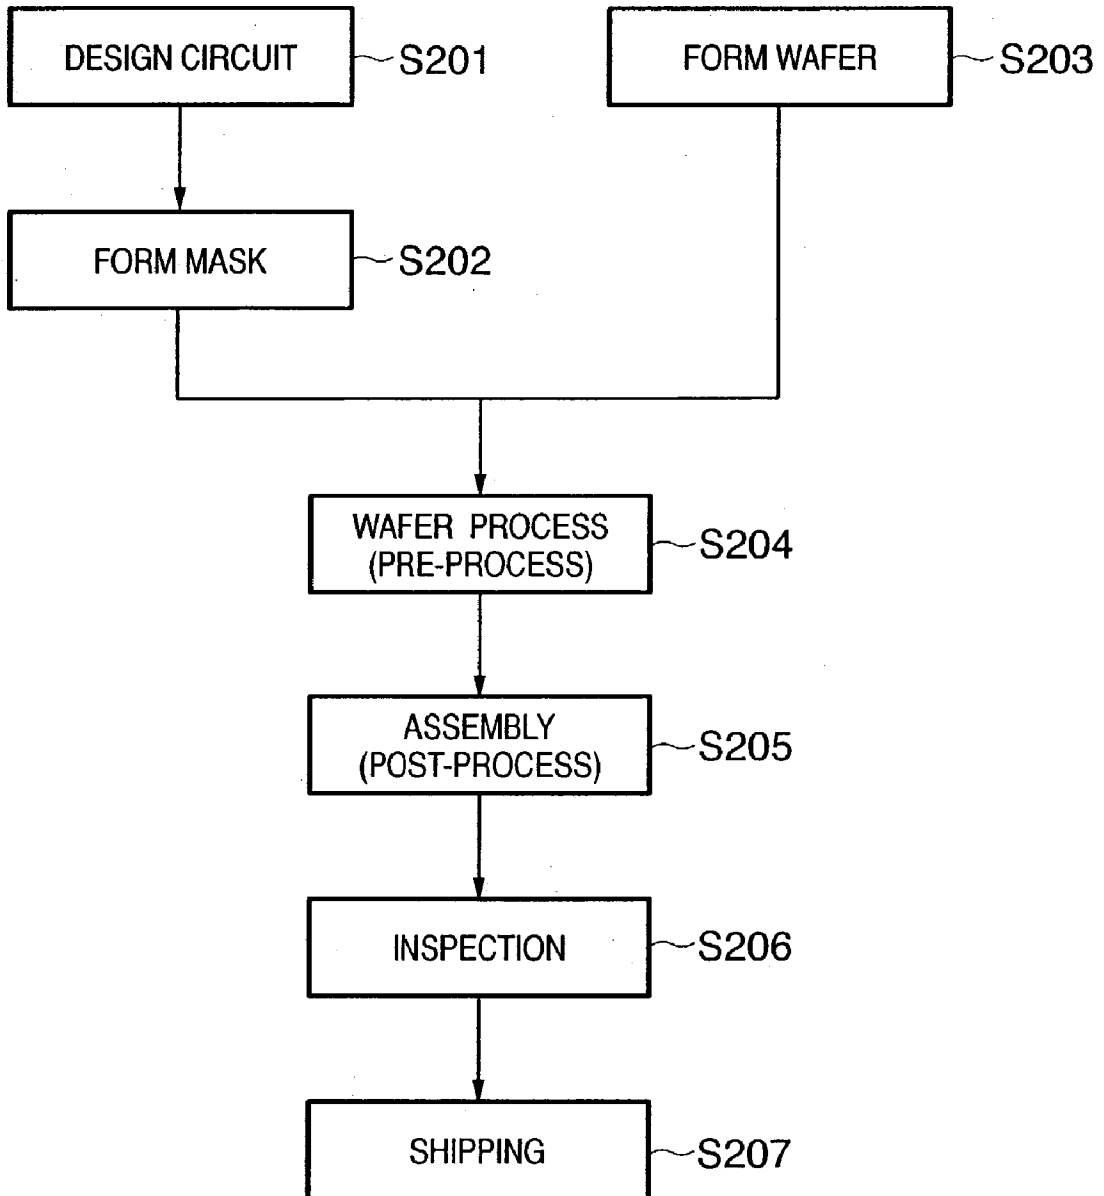 DESIGN CIRCUIT
S201
FORM WAFER
S203
FORM MASK
S202
WAFER PROCESS
(PRE-PROCESS)
S204
ASSEMBLY
(POST-PROCESS)
S205
INSPECTION
S206
SHIPPING
S207